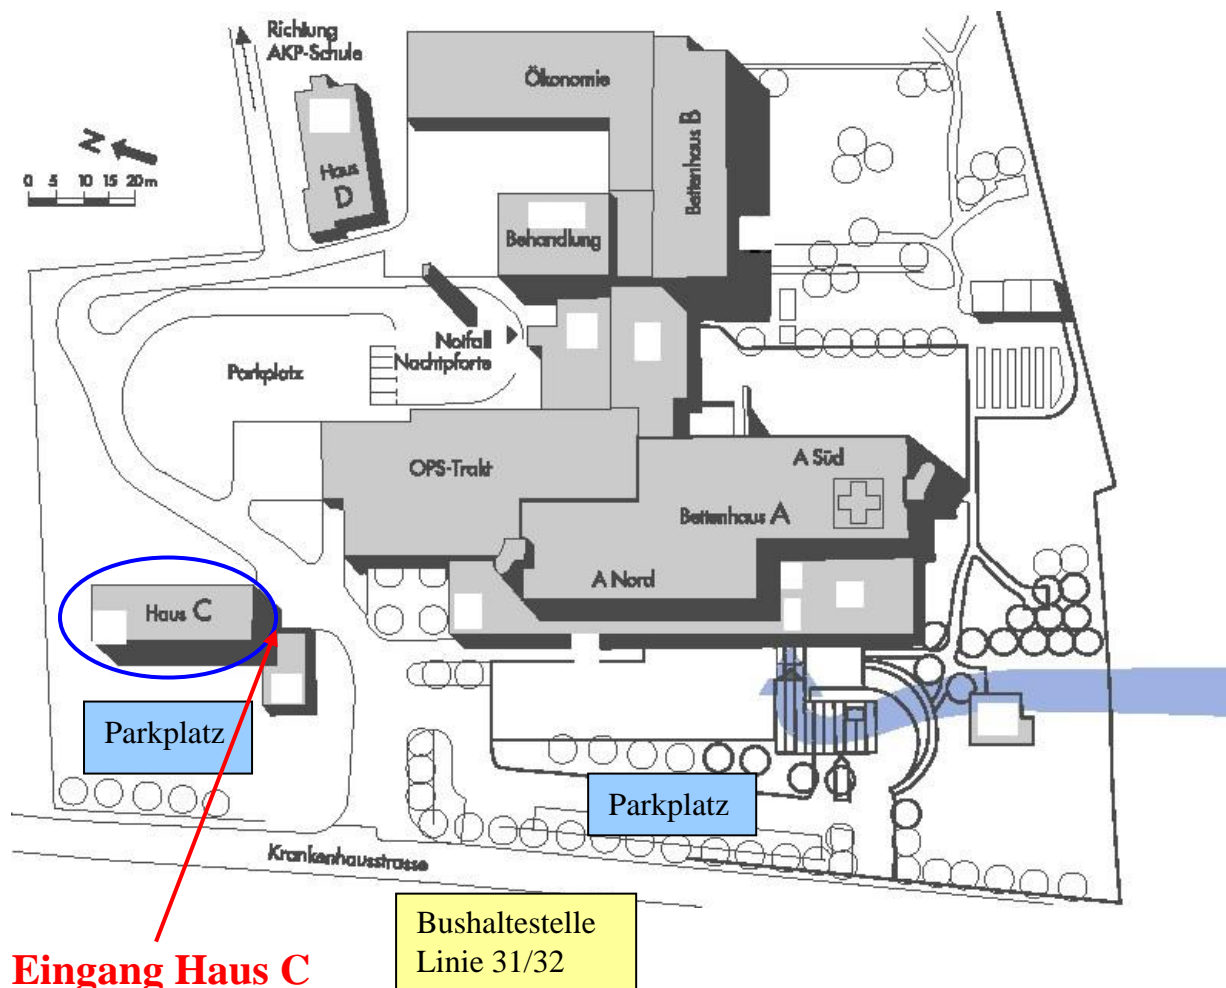 Richtung
AKP-Schule
Ökonomie
N
0 5 10 15 20m
Haus
D
Bettenhaus B
Behandlung
Notfall
Nachtpforte
Parkplatz
OPS-Trakt
A Süd
Bettenhaus A
A Nord
Haus C
Parkplatz
Parkplatz
Krankenhausstrasse
Bushaltestelle
Linie 31/32
Eingang Haus C